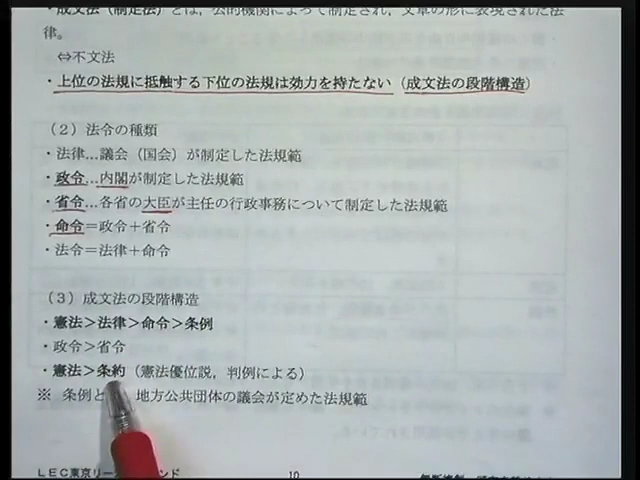 ・成文法（制定法）とは，公的機関によって制定され，文章の形に表現された法
律。
⇔不文法
・上位の法規に抵触する下位の法規は効力を持たない（成文法の段階構造）
（2）法令の種類
・法律…議会（国会）が制定した法規範
・政令…内閣が制定した法規範
・省令…各省の大臣が主任の行政事務について制定した法規範
・命令＝政令＋省令
・法令＝法律＋命令
（3）成文法の段階構造
・憲法＞法律＞命令＞条例
・政令＞省令
・憲法＞条約（憲法優位説，判例による）
※ 条例と 地方公共団体の議会が定めた法規範
LEC東京リー ンド
10